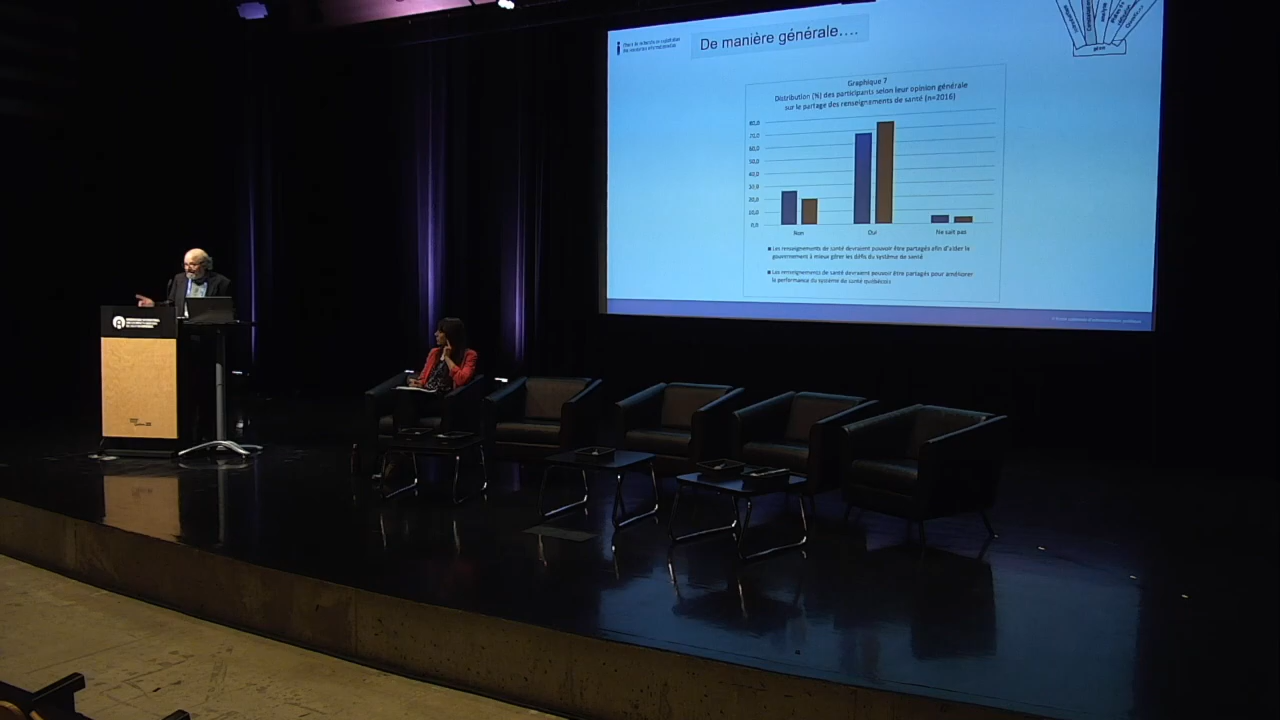 De manière générale....
Graphique 7
Distribution (%) des participants selon leur opinion générale
sur le partage des renseignements de santé (n=2016)
80,0
70,0
60,0
50,0
40,0
30,0
20,0
10,0
0,0
Non
Oui
Ne sait pas
Les renseignements de santé devraient pouvoir être partagés afin d'aider le
gouvernement à mieux gérer les défis du système de santé
Les renseignements de santé devraient pouvoir être partagés pour améliorer
la performance du système de santé québécois